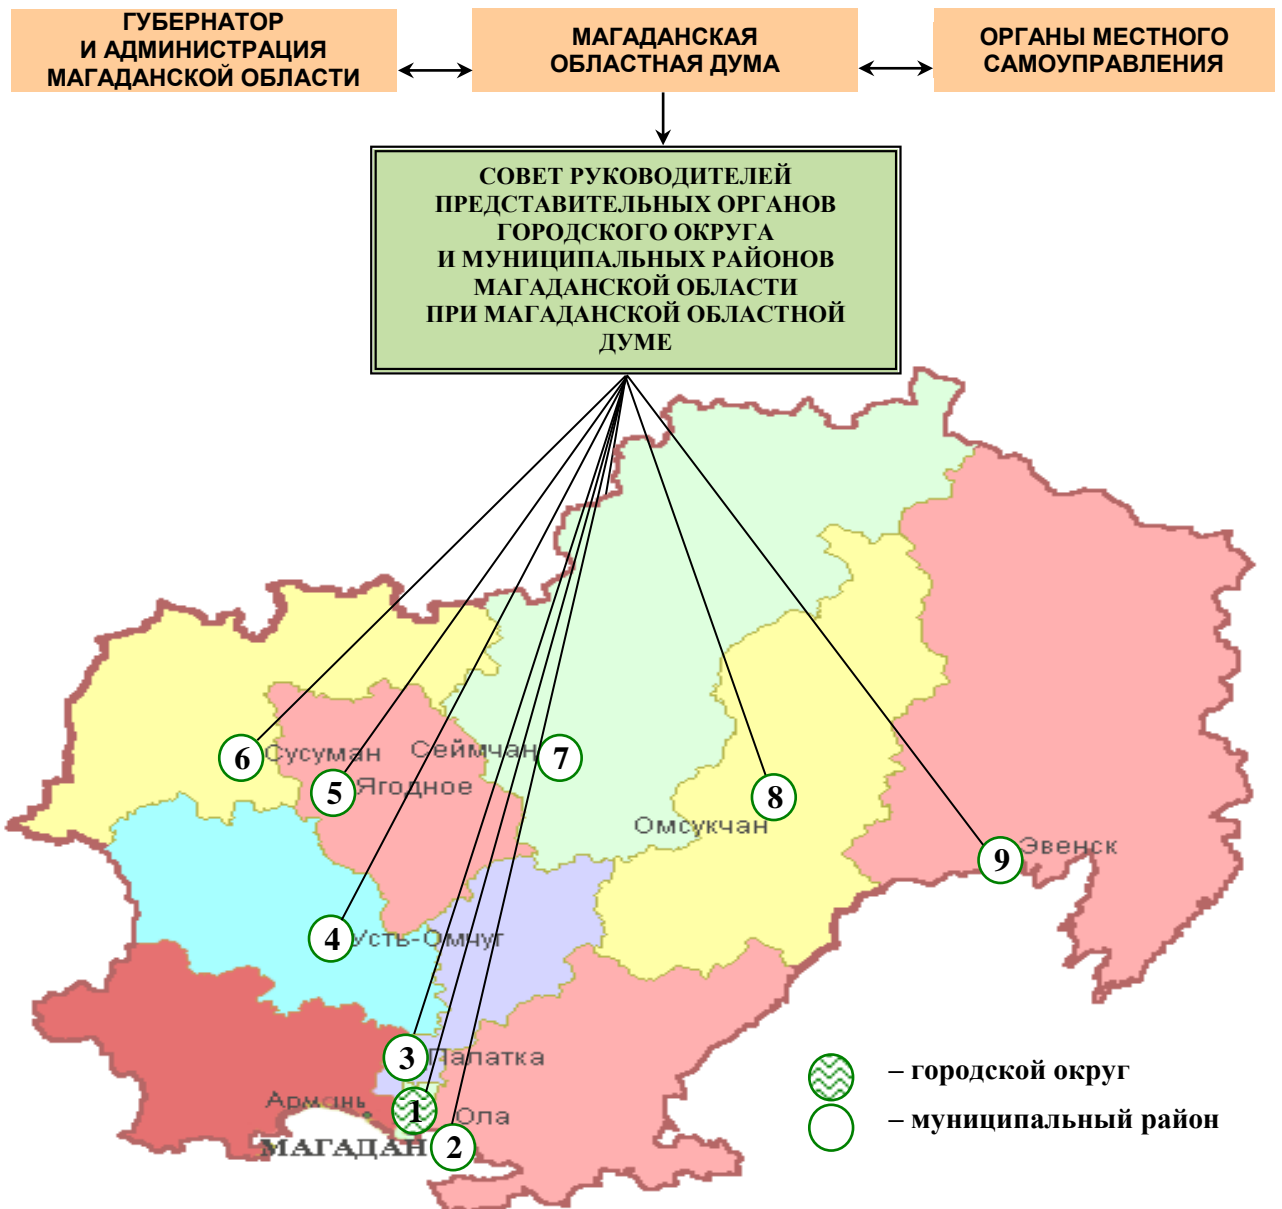 ГУБЕРНАТОР
И АДМИНИСТРАЦИЯ
МАГАДАНСКОЙ ОБЛАСТИ
МАГАДАНСКАЯ
ОБЛАСТНАЯ ДУМА
ОРГАНЫ МЕСТНОГО
САМОУПРАВЛЕНИЯ
СОВЕТ РУКОВОДИТЕЛЕЙ
ПРЕДСТАВИТЕЛЬНЫХ ОРГАНОВ
ГОРОДСКОГО ОКРУГА
И МУНИЦИПАЛЬНЫХ РАЙОНОВ
МАГАДАНСКОЙ ОБЛАСТИ
ПРИ МАГАДАНСКОЙ ОБЛАСТНОЙ
ДУМЕ
6 Сусуман
Сеймчан 7
5 Ягодное
8
Омсукчан
9 Эвенск
4 Усть-Омчуг
3 Палатка
Армань
1
Ола
МАГАДАН
2
– городской округ
– муниципальный район